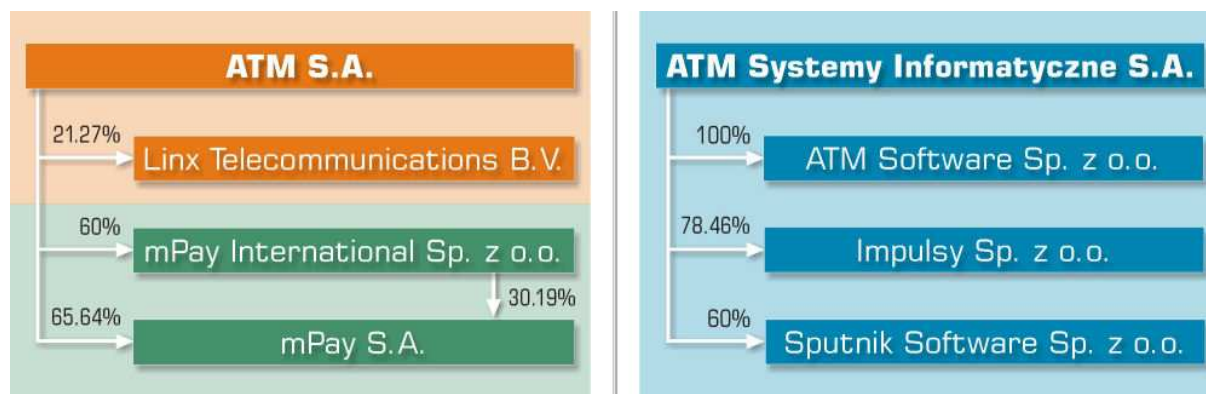 ATM S.A.
21.27%
Linx Telecommunications B.V.
60%
mPay International Sp. z o.o.
30.19%
65.64%
mPay S.A.
ATM Systemy Informatyczne S.A.
100%
ATM Software Sp. z o.o.
78.46%
Impulsy Sp. z o.o.
60%
Sputnik Software Sp. z o.o.